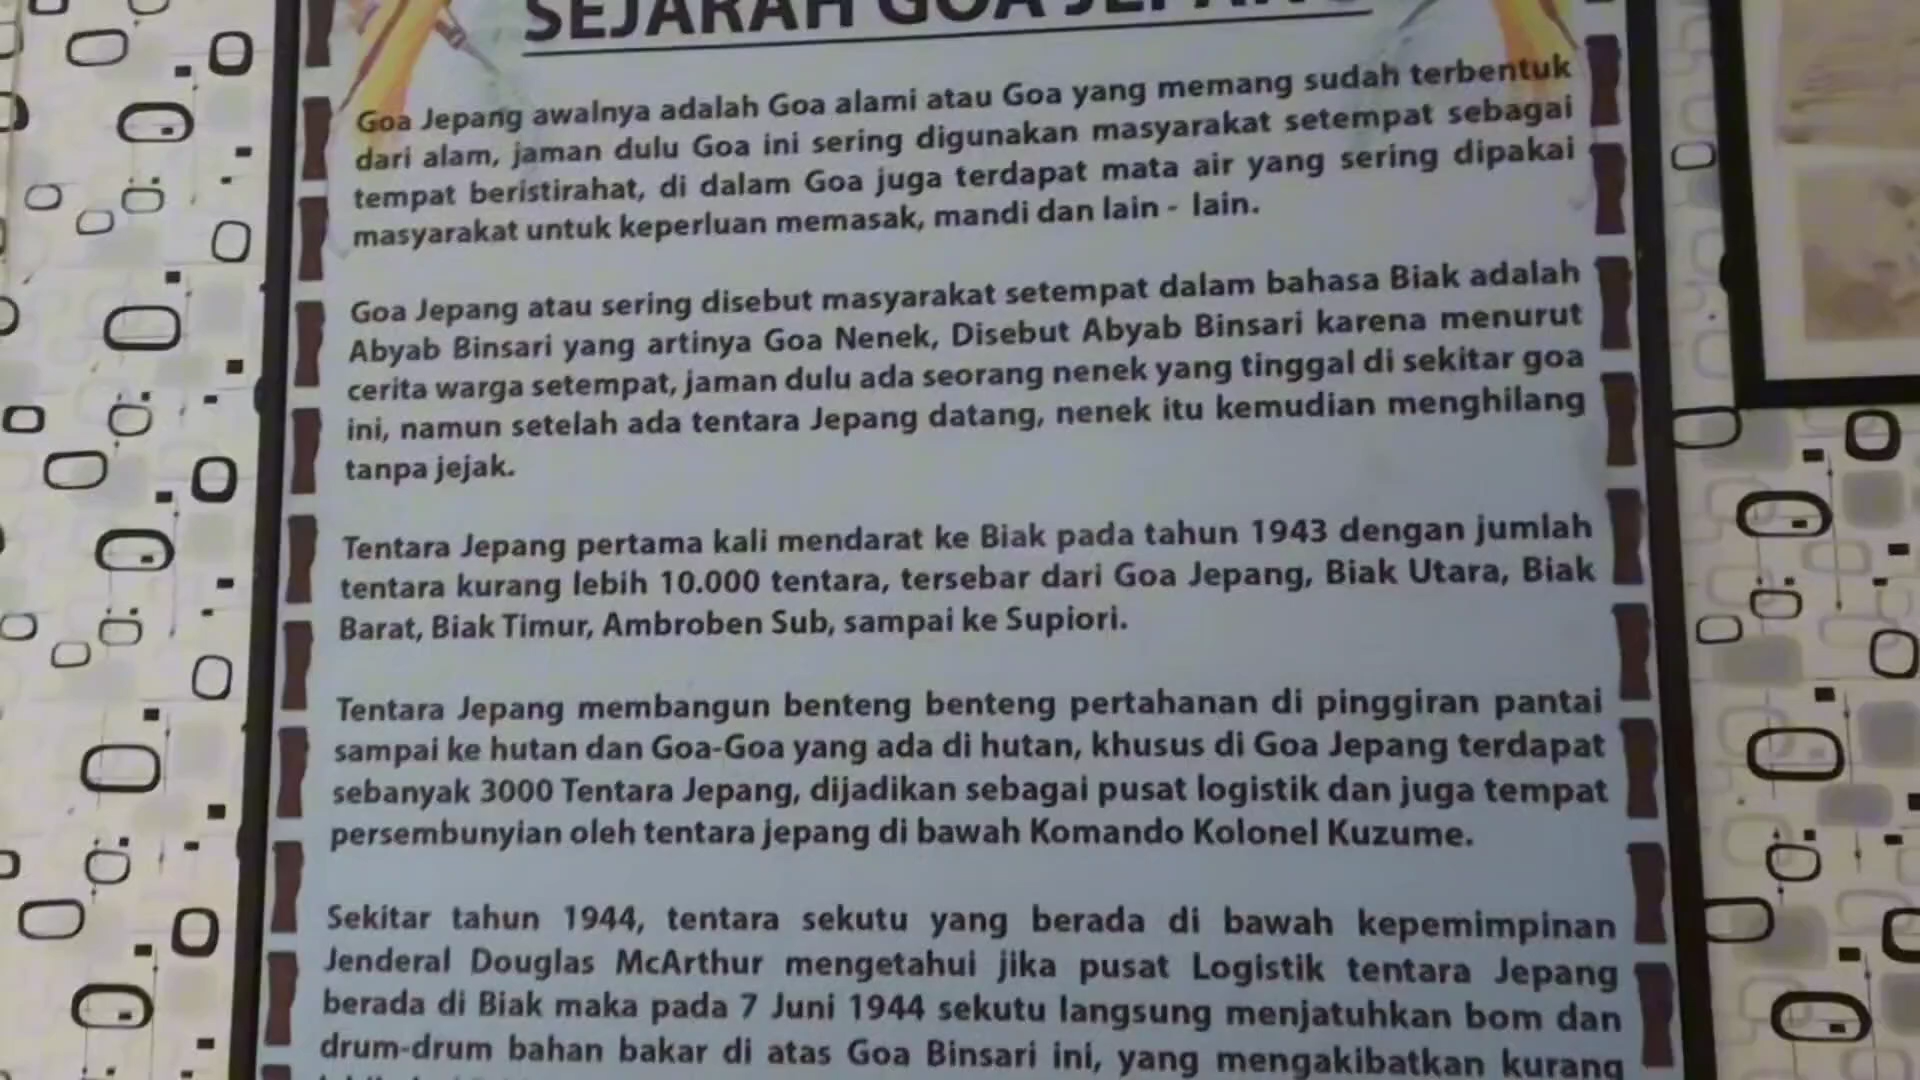 SEJARAH GOA JEPANG
Goa Jepang awalnya adalah Goa alami atau Goa yang memang sudah terbentuk
dari alam, jaman dulu Goa ini sering digunakan masyarakat setempat sebagai
tempat beristirahat, di dalam Goa juga terdapat mata air yang sering dipakai
masyarakat untuk keperluan memasak, mandi dan lain - lain.
Goa Jepang atau sering disebut masyarakat setempat dalam bahasa Biak adalah
Abyab Binsari yang artinya Goa Nenek, Disebut Abyab Binsari karena menurut
cerita warga setempat, jaman dulu ada seorang nenek yang tinggal di sekitar goa
ini, namun setelah ada tentara Jepang datang, nenek itu kemudian menghilang
tanpa jejak.
Tentara Jepang pertama kali mendarat ke Biak pada tahun 1943 dengan jumlah
tentara kurang lebih 10.000 tentara, tersebar dari Goa Jepang, Biak Utara, Biak
Barat, Biak Timur, Ambroben Sub, sampai ke Supiori.
Tentara Jepang membangun benteng benteng pertahanan di pinggiran pantai
sampai ke hutan dan Goa-Goa yang ada di hutan, khusus di Goa Jepang terdapat
sebanyak 3000 Tentara Jepang, dijadikan sebagai pusat logistik dan juga tempat
persembunyian oleh tentara jepang di bawah Komando Kolonel Kuzume.
Sekitar tahun 1944, tentara sekutu yang berada di bawah kepemimpinan
Jenderal Douglas McArthur mengetahui jika pusat Logistik tentara Jepang
berada di Biak maka pada 7 Juni 1944 sekutu langsung menjatuhkan bom dan
drum-drum bahan bakar di atas Goa Binsari ini, yang mengakibatkan kurang